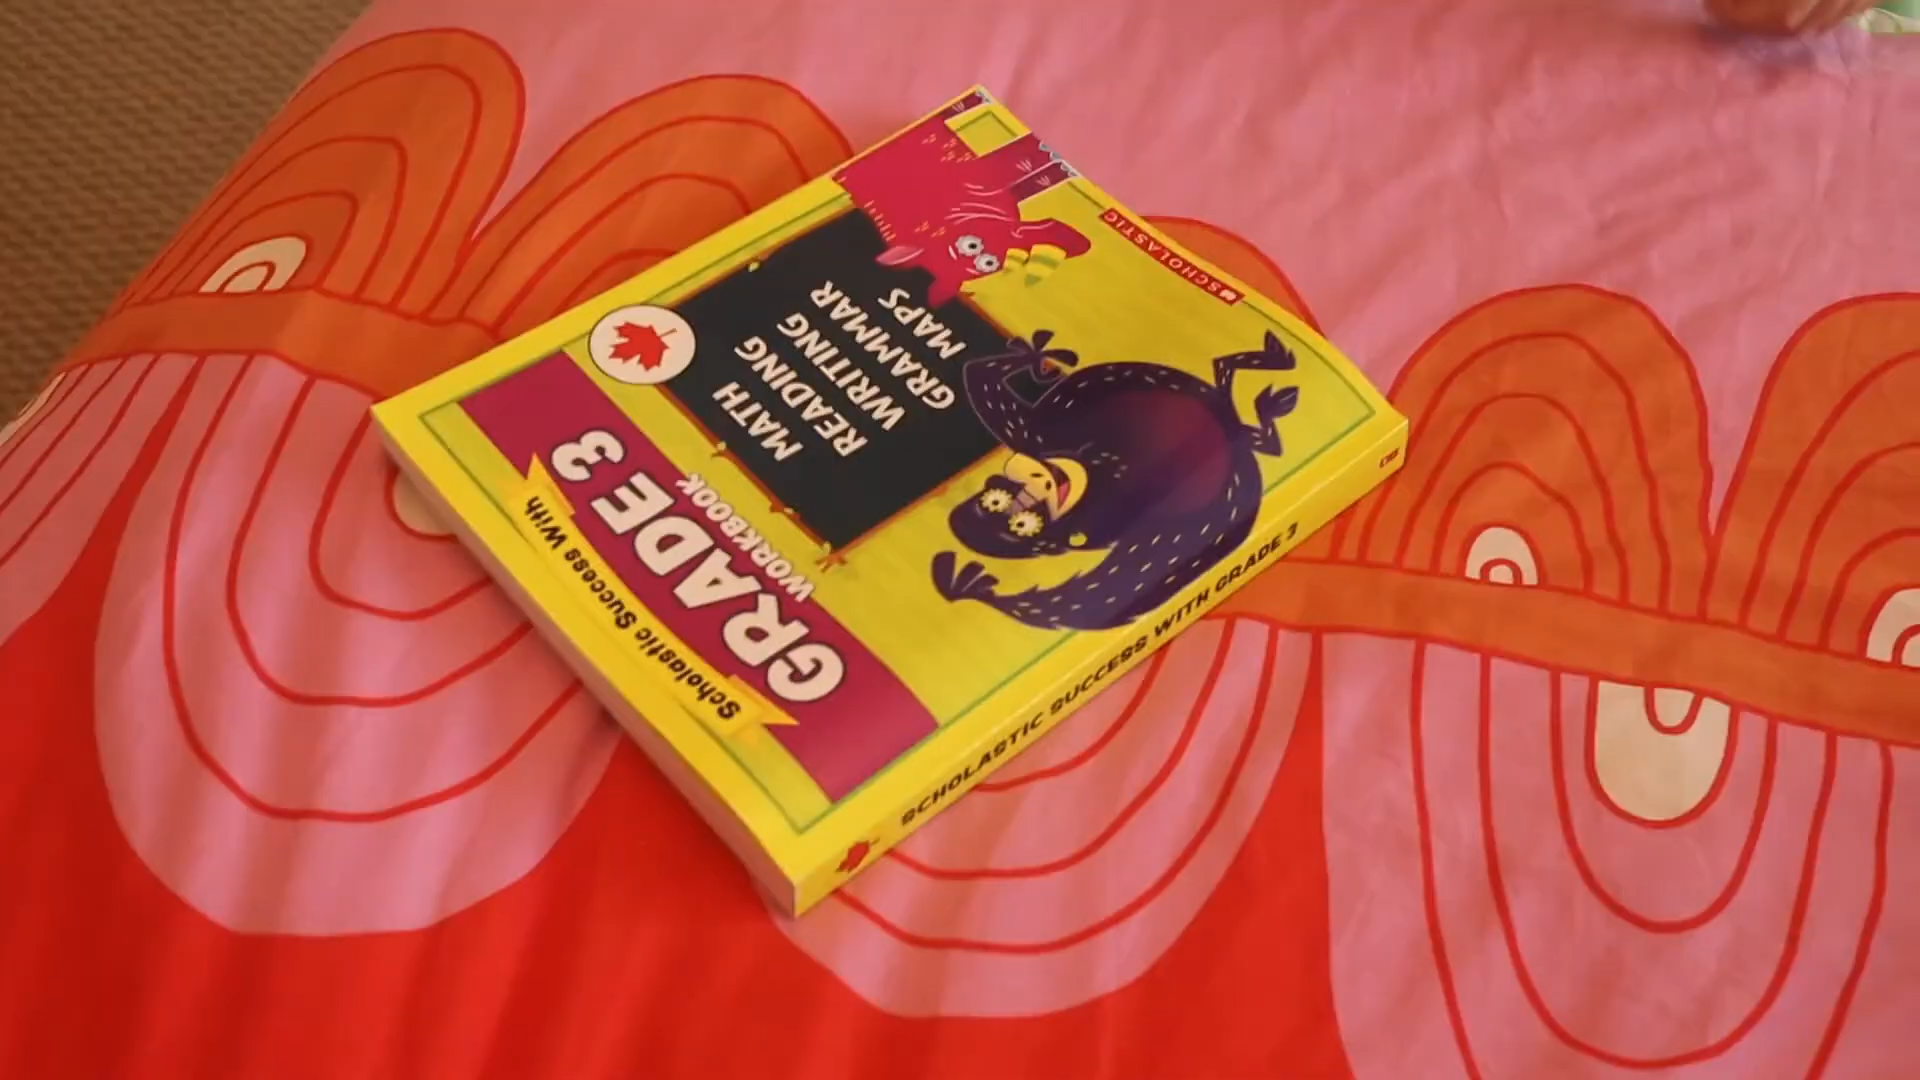 Scholastic Success With
GRADE 3
WORKBOOK
MATH
READING
WRITING
GRAMMAR
MAPS
SCHOLASTIC
SCHOLASTIC SUCCESS WITH GRADE 3